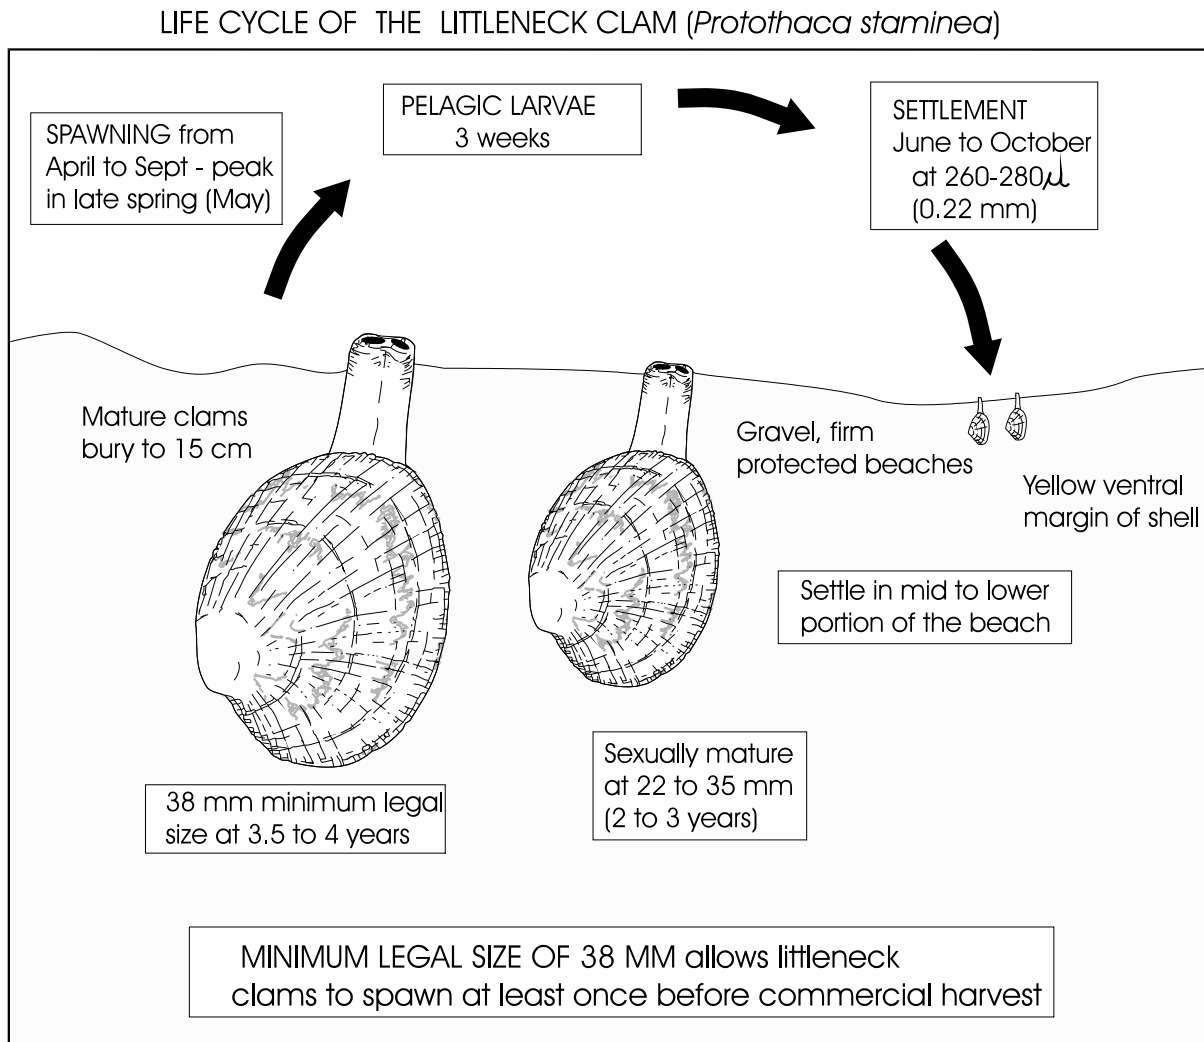 LIFE CYCLE OF THE LITTLENECK CLAM (Protothaca staminea)
SPAWNING from
April to Sept - peak
in late spring (May)
PELAGIC LARVAE
3 weeks
SETTLEMENT
June to October
at 260-280μ
(0.22 mm)
Mature clams
bury to 15 cm
Gravel, firm
protected beaches
Yellow ventral
margin of shell
Settle in mid to lower
portion of the beach
Sexually mature
at 22 to 35 mm
(2 to 3 years)
38 mm minimum legal
size at 3.5 to 4 years
MINIMUM LEGAL SIZE OF 38 MM allows littleneck
clams to spawn at least once before commercial harvest